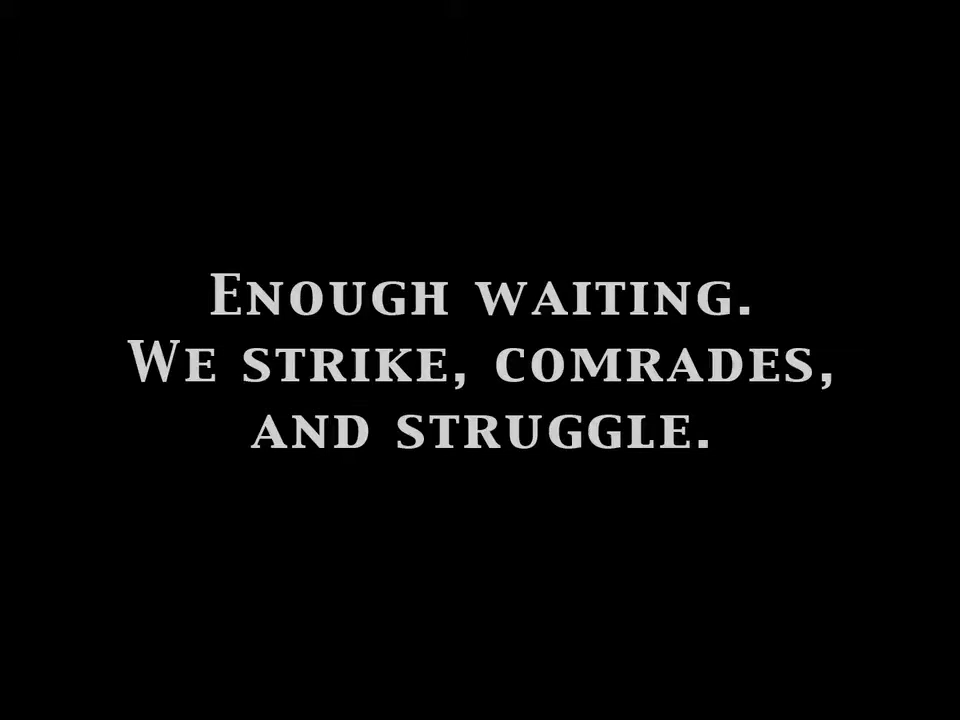 Enough waiting.
We strike, comrades,
and struggle.